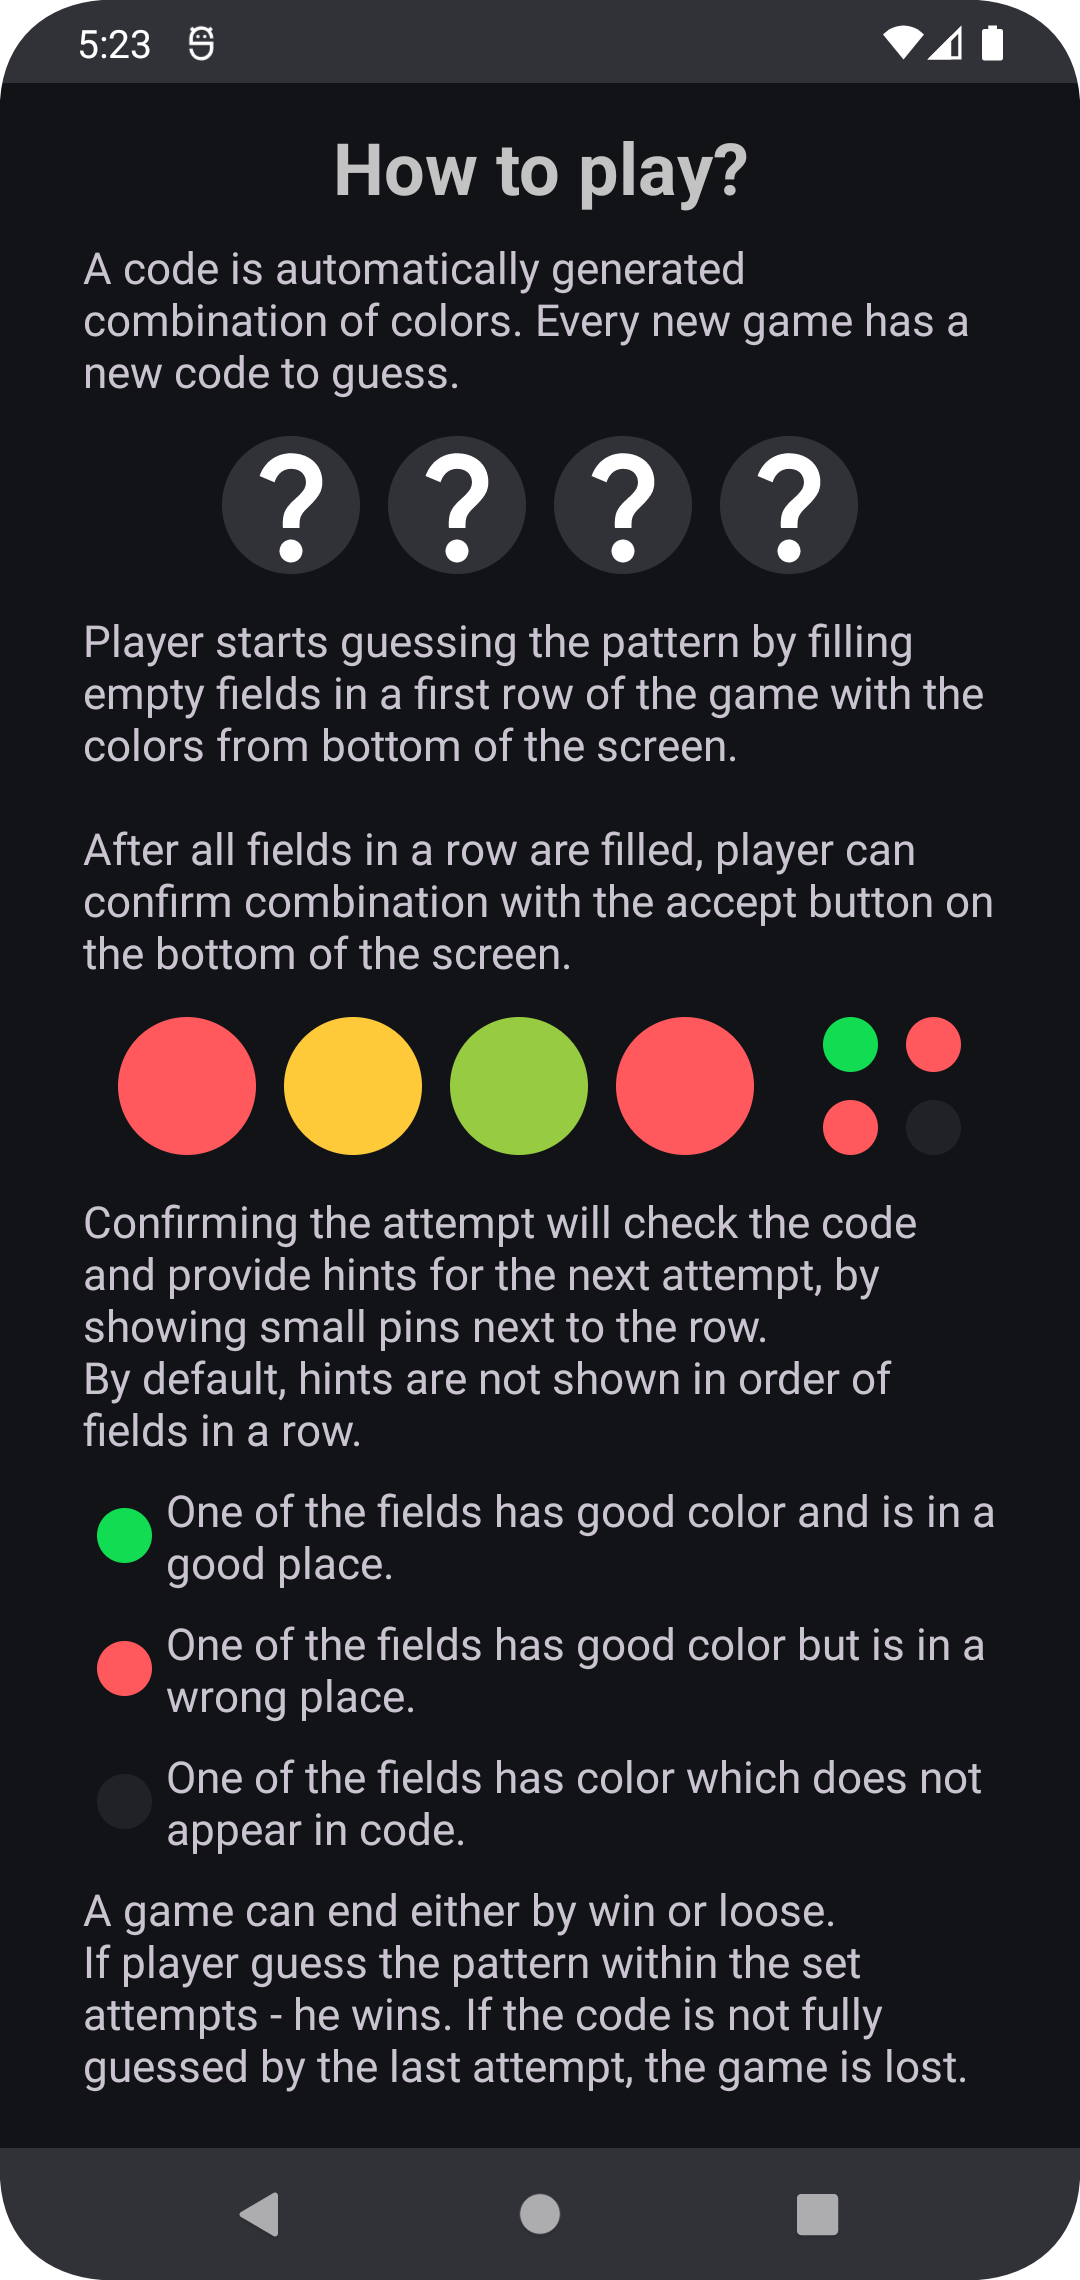 5:23
How to play?
A code is automatically generated
combination of colors. Every new game has a
new code to guess.
? ? ? ?
Player starts guessing the pattern by filling
empty fields in a first row of the game with the
colors from bottom of the screen.
After all fields in a row are filled, player can
confirm combination with the accept button on
the bottom of the screen.
Confirming the attempt will check the code
and provide hints for the next attempt, by
showing small pins next to the row.
By default, hints are not shown in order of
fields in a row.
One of the fields has good color and is in a
good place.
One of the fields has good color but is in a
wrong place.
One of the fields has color which does not
appear in code.
A game can end either by win or loose.
If player guess the pattern within the set
attempts - he wins. If the code is not fully
guessed by the last attempt, the game is lost.